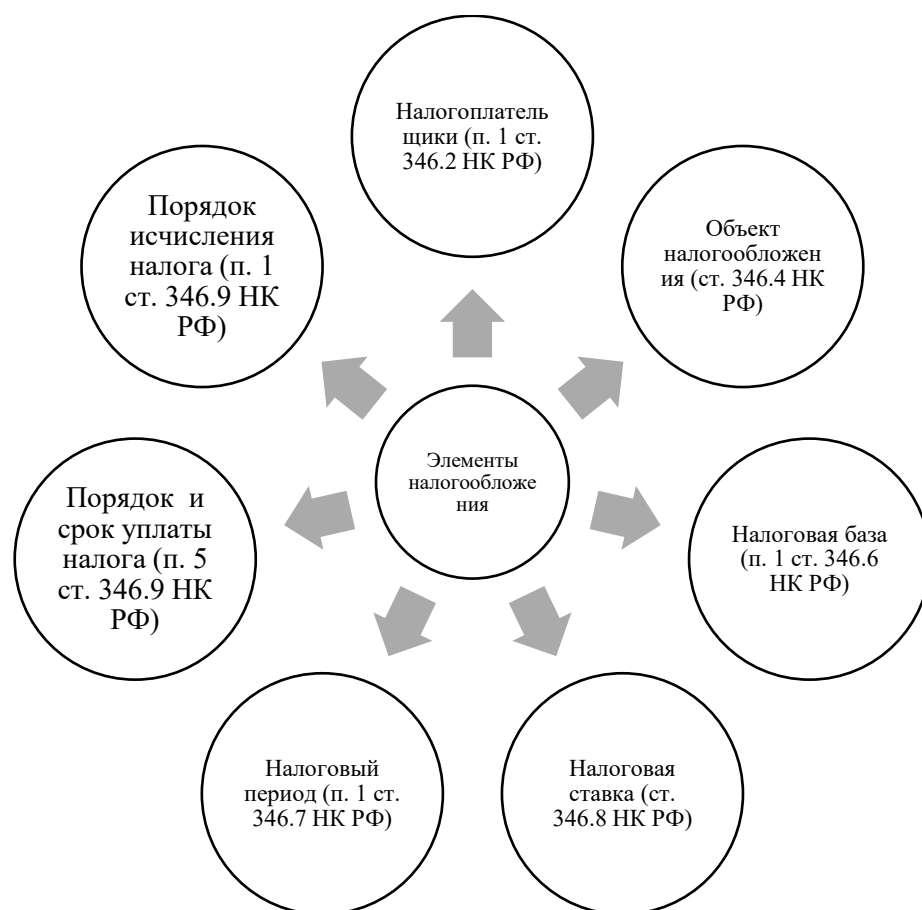 Налогоплатель
щики (п. 1 ст.
346.2 НК РФ)
Объект
налогообложен
ия (ст. 346.4 НК
РФ)
Налоговая база
(п. 1 ст. 346.6
НК РФ)
Налоговая
ставка (ст.
346.8 НК РФ)
Налоговый
период (п. 1 ст.
346.7 НК РФ)
Порядок и
срок уплаты
налога (п. 5
ст. 346.9 НК
РФ)
Порядок
исчисления
налога (п. 1
ст. 346.9 НК
РФ)
Элементы
налогообложе
ния